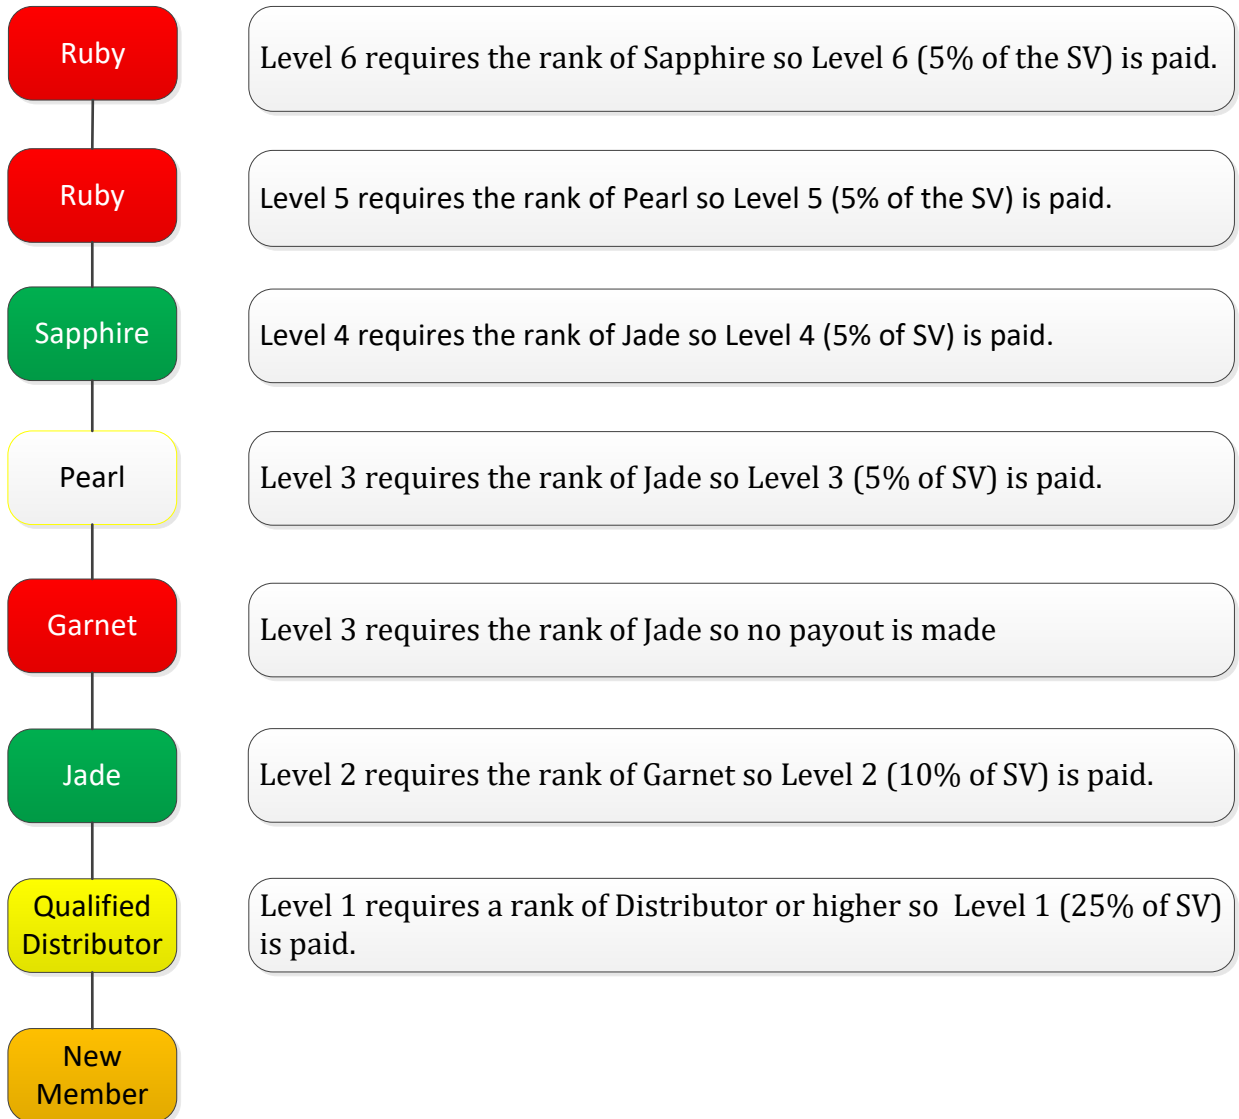 Ruby
Level 6 requires the rank of Sapphire so Level 6 (5% of the SV) is paid.
Ruby
Level 5 requires the rank of Pearl so Level 5 (5% of the SV) is paid.
Sapphire
Level 4 requires the rank of Jade so Level 4 (5% of SV) is paid.
Pearl
Level 3 requires the rank of Jade so Level 3 (5% of SV) is paid.
Garnet
Level 3 requires the rank of Jade so no payout is made
Jade
Level 2 requires the rank of Garnet so Level 2 (10% of SV) is paid.
Qualified
Distributor
Level 1 requires a rank of Distributor or higher so  Level 1 (25% of SV)
is paid.
New
Member